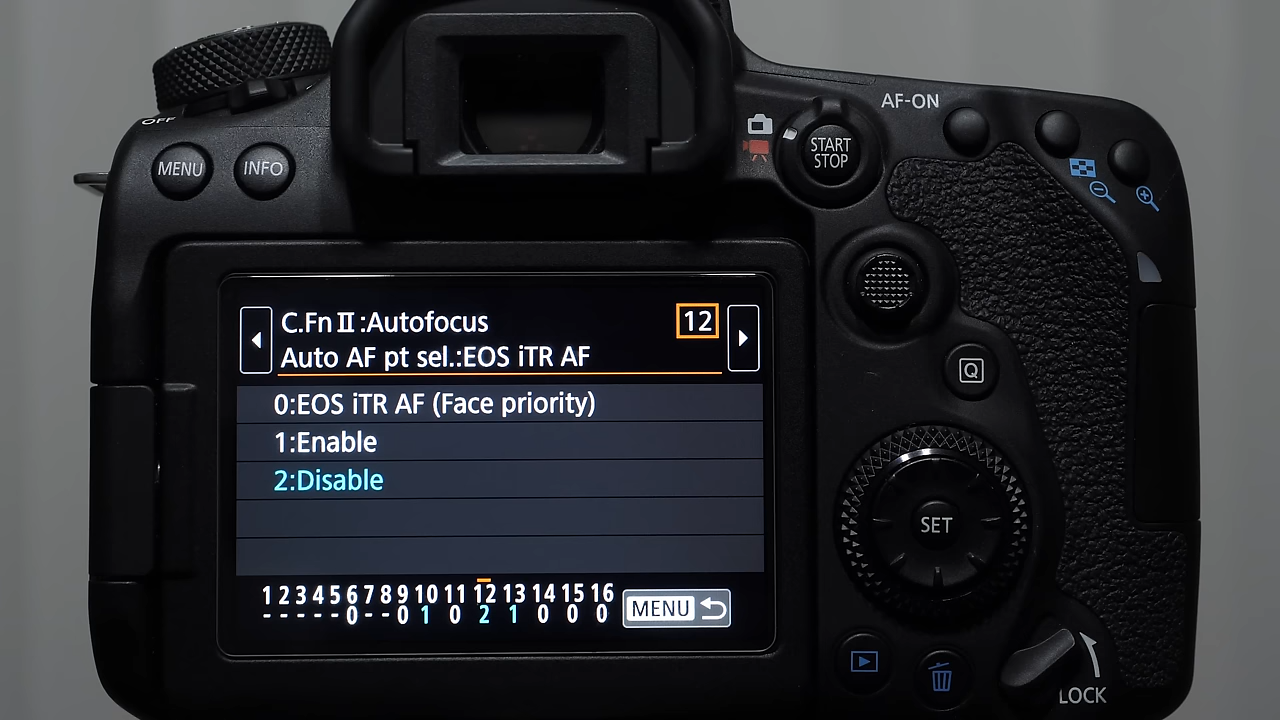 OFF
MENU
INFO
START
STOP
AF-ON
C.Fn II :Autofocus
12
Auto AF pt sel.:EOS iTR AF
0:EOS iTR AF (Face priority)
1:Enable
2:Disable
1 2 3 4 5 6 7 8 9 10 11 12 13 14 15 16
- - - - - 0 - - 0 1 0 2 1 0 0 0
MENU
Q
SET
LOCK